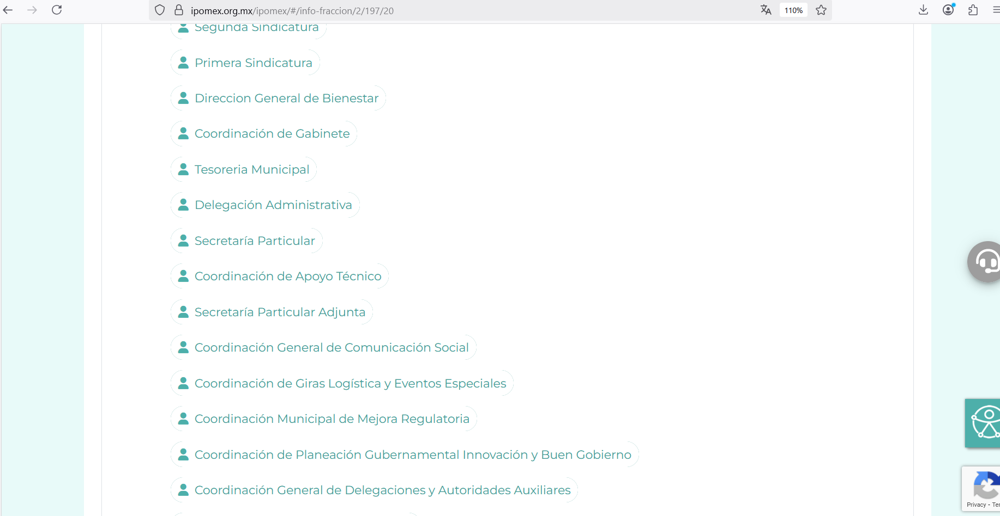 ipomex.org.mx/ipomex/#/info-fraccion/2/197/20
110%
Segunda Sindicatura
Primera Sindicatura
Direccion General de Bienestar
Coordinación de Gabinete
Tesoreria Municipal
Delegación Administrativa
Secretaría Particular
Coordinación de Apoyo Técnico
Secretaría Particular Adjunta
Coordinación General de Comunicación Social
Coordinación de Giras Logística y Eventos Especiales
Coordinación Municipal de Mejora Regulatoria
Coordinación de Planeación Gubernamental Innovación y Buen Gobierno
Coordinación General de Delegaciones y Autoridades Auxiliares
Privacy -